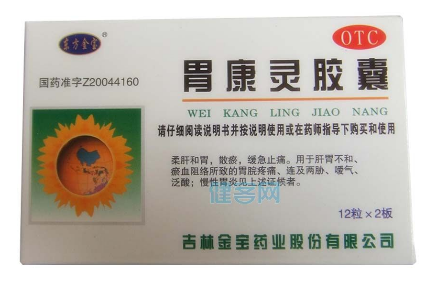 东方金宝®
OTC
国药准字Z20044160
胃康灵胶囊
WEI KANG LING JIAO NANG
请仔细阅读说明书并按说明使用或在药师指导下购买和使用
柔肝和胃，散瘀，缓急止痛。用于肝胃不和、
瘀血阻络所致的胃脘疼痛、连及两胁、嗳气、
泛酸；慢性胃炎见上述证候者。
健客网
12粒×2板
吉林金宝药业股份有限公司